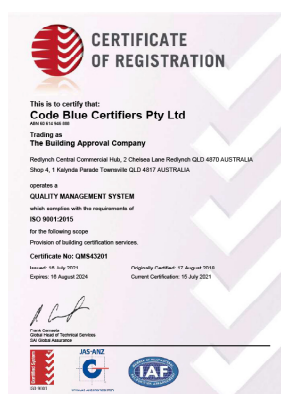 CERTIFICATE
OF REGISTRATION
This is to certify that:
Code Blue Certifiers Pty Ltd
Trading as
The Building Approval Company
Redlynch Central Commercial Hub, 2 Chelsea Lane Redlynch QLD 4870 AUSTRALIA
Shop 4, 1 Kalynda Parade Townsville QLD 4817 AUSTRALIA
operates a
QUALITY MANAGEMENT SYSTEM
which complies with the requirements of
ISO 9001:2015
for the following scope
Provision of building certification services.
Certificate No: QMS43201
Issued: 15 July 2021 Originally Certified: 17 August 2018
Expires: 16 August 2024 Current Certification: 15 July 2021
Global Head of Technical Services
SAI Global Assurance
JAS-ANZ
Certified System
ISO 9001
IAF